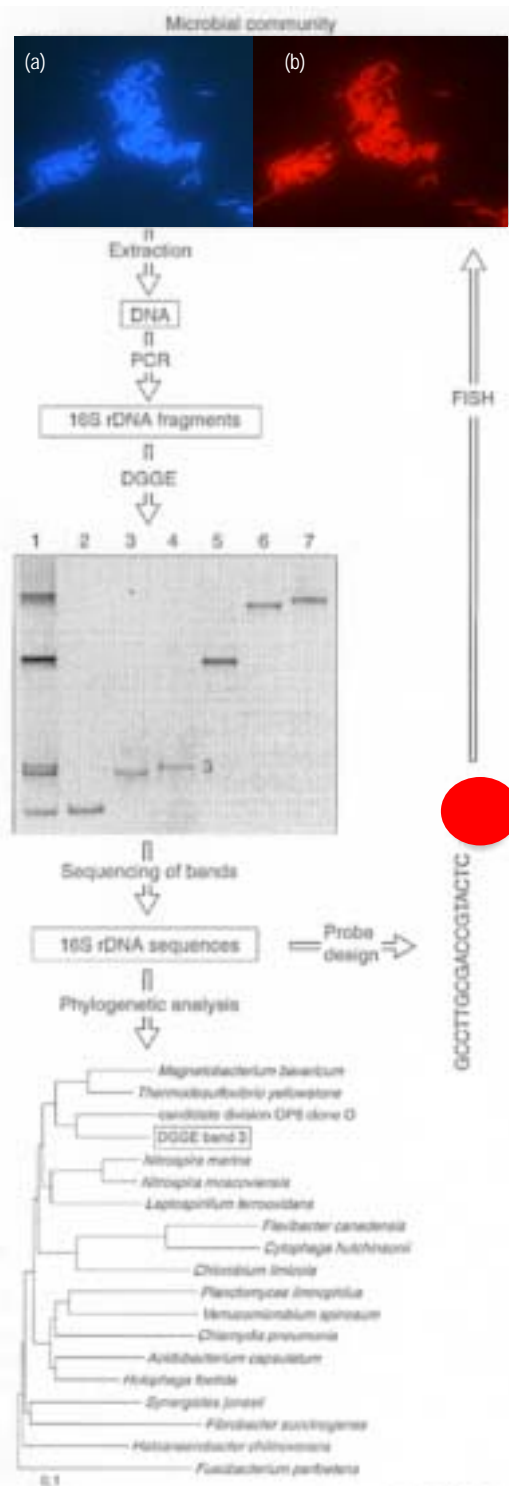 Microbial community
(a)
(b)
Extraction
DNA
PCR
16S rDNA fragments
DGGE
FISH
1 2 3 4 5 6 7
3
Sequencing of bands
16S rDNA sequences
Probe
design
GCCTTGCGACCGTACTC
Phylogenetic analysis
Magnetobacterium bavaricum
Thermodesulfovibrio yellowstone
candidate division OP8 clone O
DGGE band 3
Nitrospira marina
Nitrospira moscoviensis
Leptospirillum ferrooxidans
Flexibacter canadensis
Cytophaga hutchinsonii
Chlorobium limicola
Planctomyces limnophilus
Verrucomicrobium spinosum
Chlamydia pneumonia
Acidobacterium capsulatum
Holophaga foetida
Synergistes jonesii
Fibrobacter succinogenes
Fusobacterium
0.1